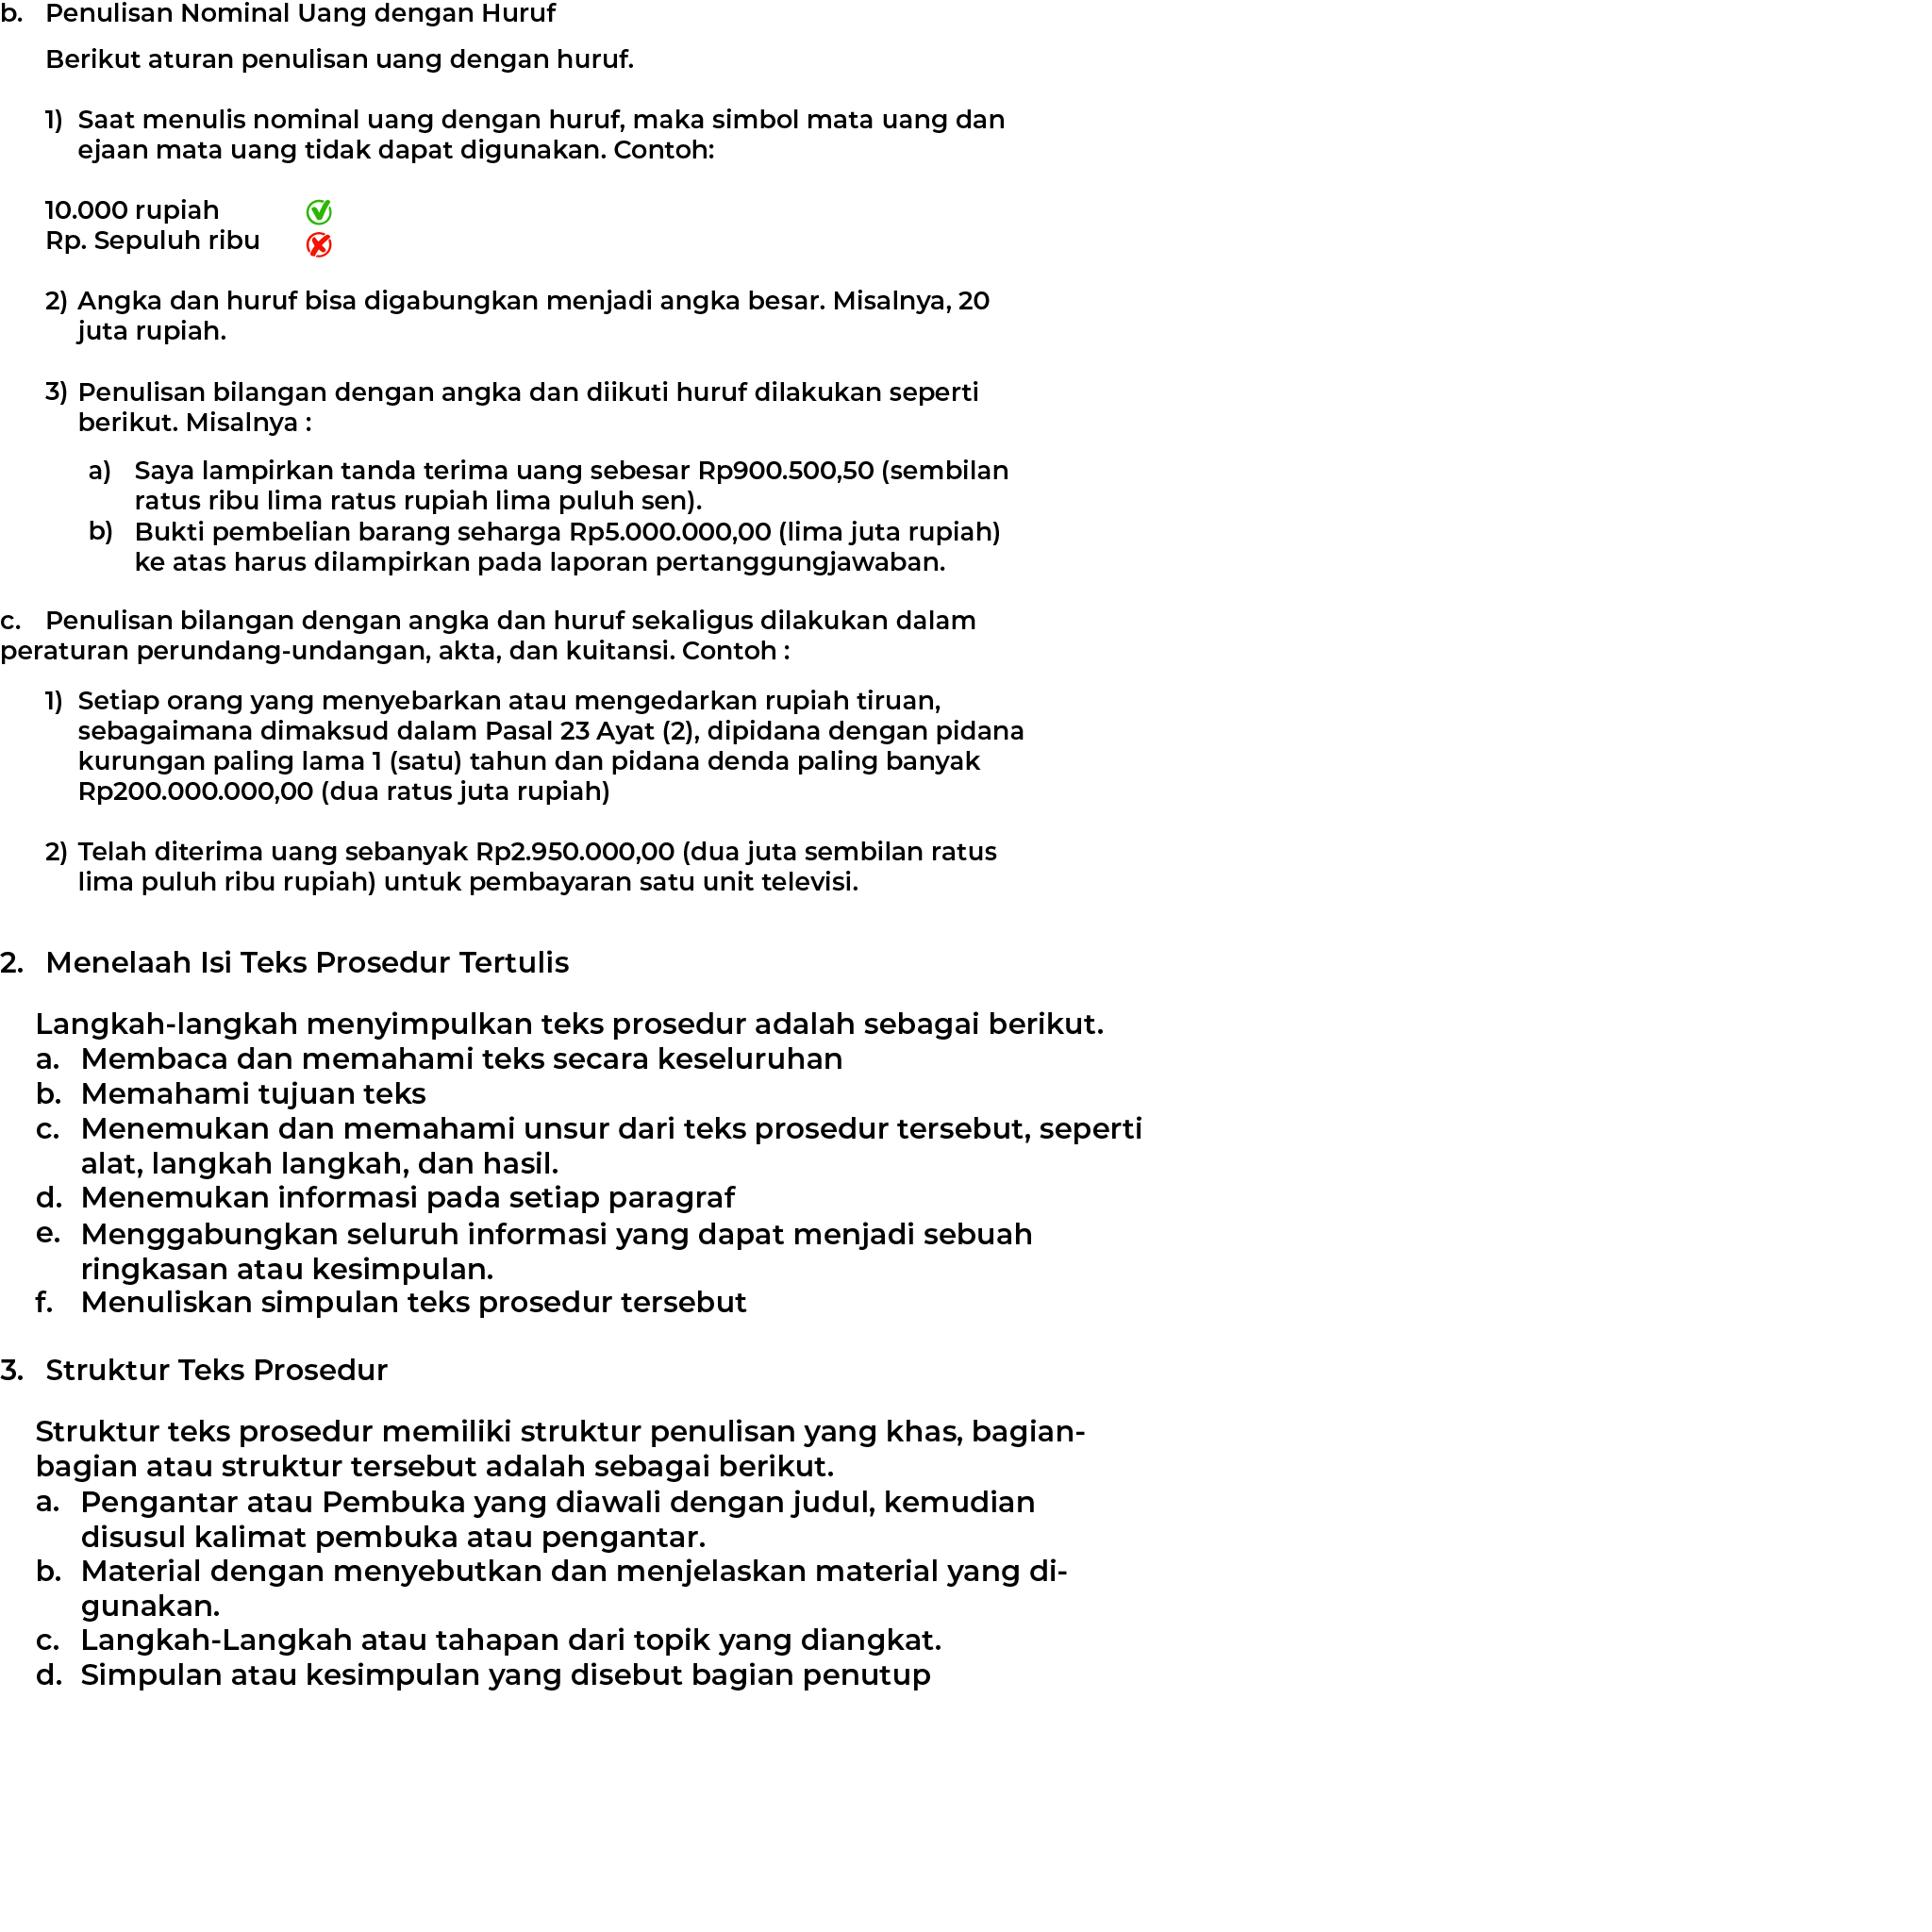 b. Penulisan Nominal Uang dengan Huruf
Berikut aturan penulisan uang dengan huruf.
1) Saat menulis nominal uang dengan huruf, maka simbol mata uang dan
ejaan mata uang tidak dapat digunakan. Contoh:
10.000 rupiah
Rp. Sepuluh ribu
2) Angka dan huruf bisa digabungkan menjadi angka besar. Misalnya, 20
juta rupiah.
3) Penulisan bilangan dengan angka dan diikuti huruf dilakukan seperti
berikut. Misalnya :
a) Saya lampirkan tanda terima uang sebesar Rp900.500,50 (sembilan
ratus ribu lima ratus rupiah lima puluh sen).
b) Bukti pembelian barang seharga Rp5.000.000,00 (lima juta rupiah)
ke atas harus dilampirkan pada laporan pertanggungjawaban.
c. Penulisan bilangan dengan angka dan huruf sekaligus dilakukan dalam
peraturan perundang-undangan, akta, dan kuitansi. Contoh :
1) Setiap orang yang menyebarkan atau mengedarkan rupiah tiruan,
sebagaimana dimaksud dalam Pasal 23 Ayat (2), dipidana dengan pidana
kurungan paling lama 1 (satu) tahun dan pidana denda paling banyak
Rp200.000.000,00 (dua ratus juta rupiah)
2) Telah diterima uang sebanyak Rp2.950.000,00 (dua juta sembilan ratus
lima puluh ribu rupiah) untuk pembayaran satu unit televisi.
2. Menelaah Isi Teks Prosedur Tertulis
Langkah-langkah menyimpulkan teks prosedur adalah sebagai berikut.
a. Membaca dan memahami teks secara keseluruhan
b. Memahami tujuan teks
c. Menemukan dan memahami unsur dari teks prosedur tersebut, seperti
alat, langkah langkah, dan hasil.
d. Menemukan informasi pada setiap paragraf
e. Menggabungkan seluruh informasi yang dapat menjadi sebuah
ringkasan atau kesimpulan.
f. Menuliskan simpulan teks prosedur tersebut
3. Struktur Teks Prosedur
Struktur teks prosedur memiliki struktur penulisan yang khas, bagian-
bagian atau struktur tersebut adalah sebagai berikut.
a. Pengantar atau Pembuka yang diawali dengan judul, kemudian
disusul kalimat pembuka atau pengantar.
b. Material dengan menyebutkan dan menjelaskan material yang di-
gunakan.
c. Langkah-Langkah atau tahapan dari topik yang diangkat.
d. Simpulan atau kesimpulan yang disebut bagian penutup